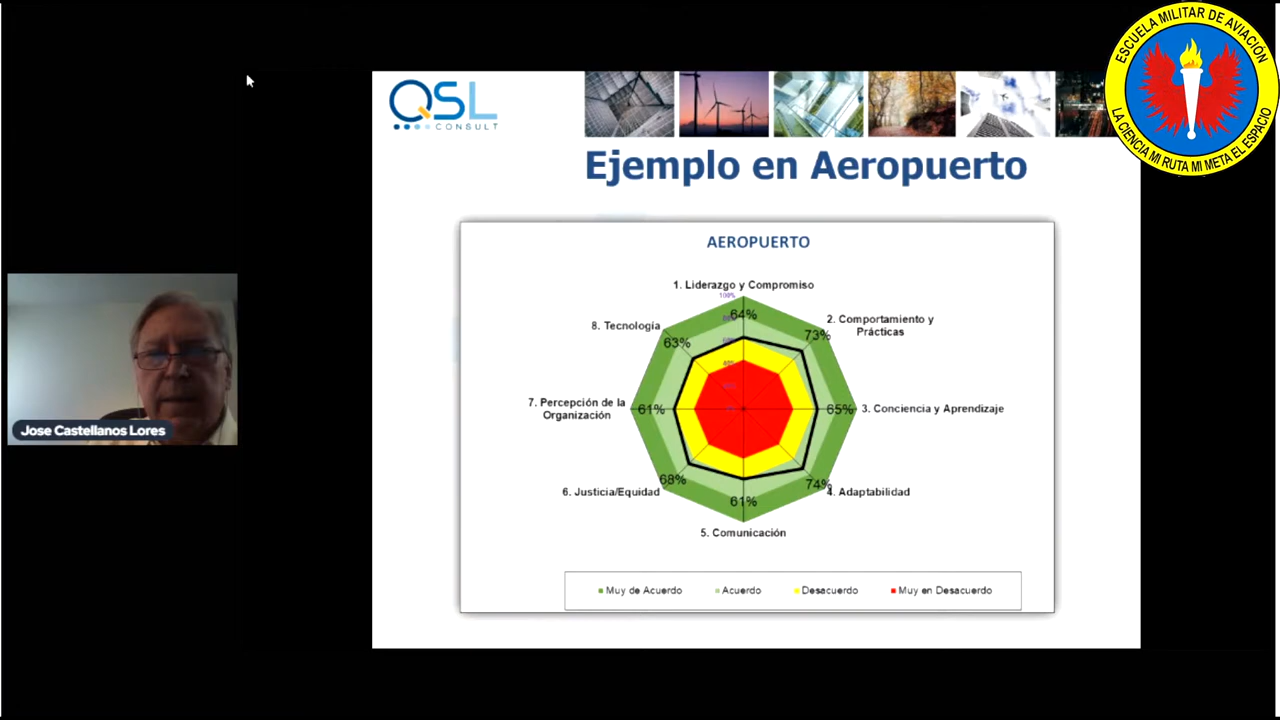 ESCUELA MILITAR DE AVIACIÓN
LA CIENCIA MI RUTA MI META EL ESPACIO
QSL
CONSULT
Ejemplo en Aeropuerto
AEROPUERTO
1. Liderazgo y Compromiso
100%
64%
8. Tecnología
63%
2. Comportamiento y
Prácticas
73%
7. Percepción de la
Organización
61%
65%
3. Conciencia y Aprendizaje
6. Justicia/Equidad
68%
74%
4. Adaptabilidad
61%
5. Comunicación
Muy de Acuerdo
Acuerdo
Desacuerdo
Muy en Desacuerdo
Jose Castellanos Lores